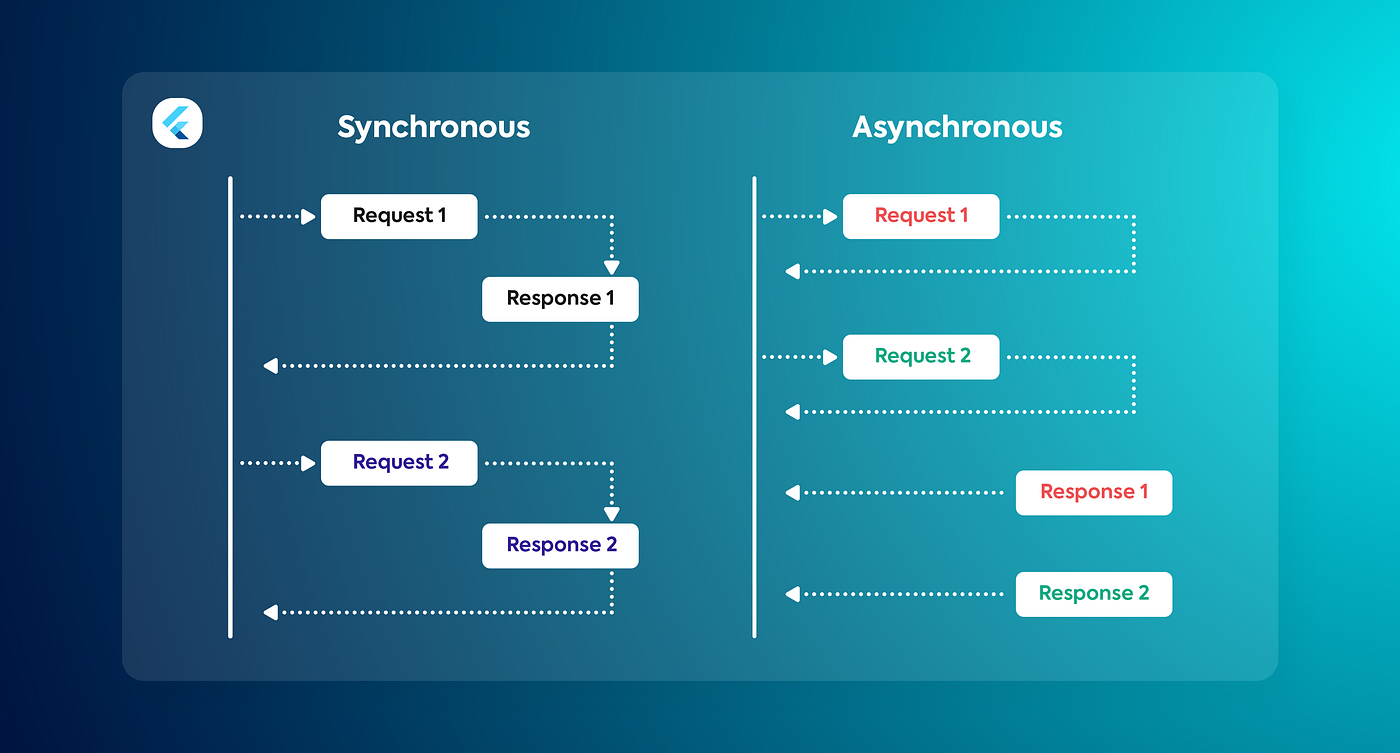 Synchronous
Request 1
Response 1
Request 2
Response 2
Asynchronous
Request 1
Request 2
Response 1
Response 2